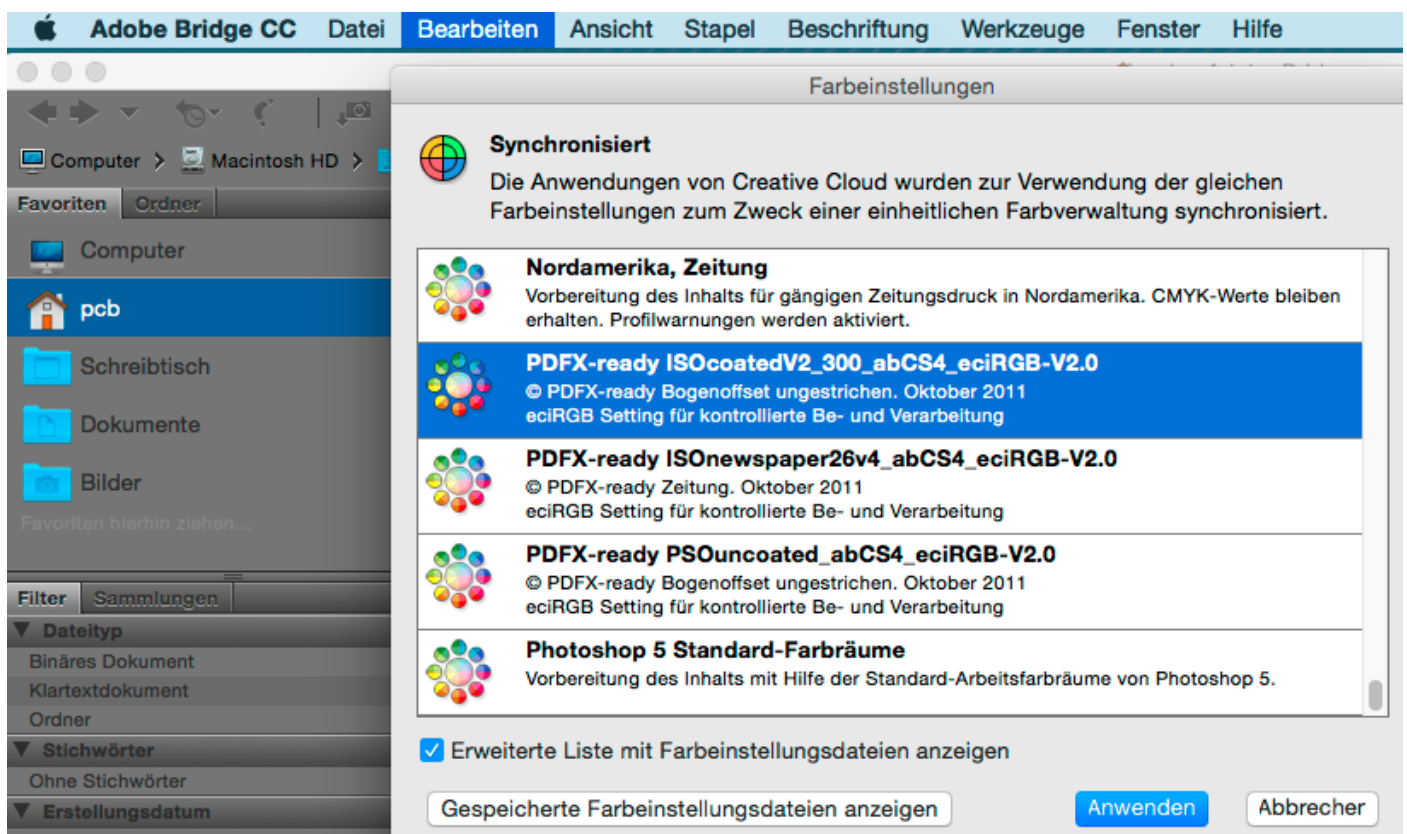 Adobe Bridge CC Datei Bearbeiten Ansicht Stapel Beschriftung Werkzeuge Fenster Hilfe
Farbeinstellungen
Computer Macintosh HD
Favoriten Ordner
Computer
pcb
Schreibtisch
Dokumente
Bilder
Favoriten hierhin ziehen...
Filter Sammlungen
Dateityp
Binäres Dokument
Klartextdokument
Ordner
Stichwörter
Ohne Stichwörter
Erstellungsdatum
Synchronisiert
Die Anwendungen von Creative Cloud wurden zur Verwendung der gleichen
Farbeinstellungen zum Zweck einer einheitlichen Farbverwaltung synchronisiert.
Nordamerika, Zeitung
Vorbereitung des Inhalts für gängigen Zeitungsdruck in Nordamerika. CMYK-Werte bleiben
erhalten. Profilwarnungen werden aktiviert.
PDFX-ready ISOcoatedV2_300_abCS4_eciRGB-V2.0
© PDFX-ready Bogenoffset ungestrichen. Oktober 2011
eciRGB Setting für kontrollierte Be- und Verarbeitung
PDFX-ready ISOnewspaper26v4_abCS4_eciRGB-V2.0
© PDFX-ready Zeitung. Oktober 2011
eciRGB Setting für kontrollierte Be- und Verarbeitung
PDFX-ready PSOuncoated_abCS4_eciRGB-V2.0
© PDFX-ready Bogenoffset ungestrichen. Oktober 2011
eciRGB Setting für kontrollierte Be- und Verarbeitung
Photoshop 5 Standard-Farbräume
Vorbereitung des Inhalts mit Hilfe der Standard-Arbeitsfarbräume von Photoshop 5.
Erweiterte Liste mit Farbeinstellungsdateien anzeigen
Gespeicherte Farbeinstellungsdateien anzeigen Anwenden Abbrecher